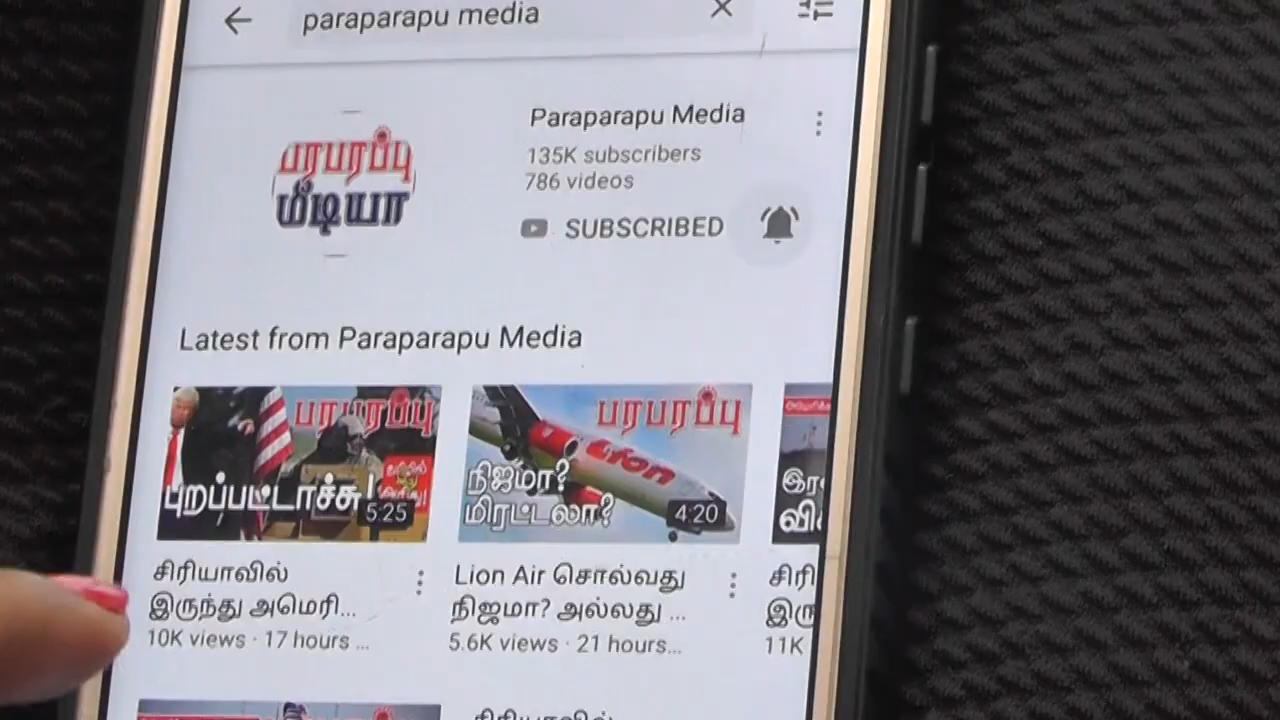 paraparapu media
பரபரப்பு
மீடியா
Paraparapu Media
135K subscribers
786 videos
SUBSCRIBED
Latest from Paraparapu Media
பரபரப்பு
புறப்பட்டாச்சு!
5:25
பரபரப்பு
Lion
நிஜமா?
மிரட்டலா?
4:20
சிரியாவில்
இருந்து அமெரி...
10K views · 17 hours ...
Lion Air சொல்வது
நிஜமா? அல்லது ...
5.6K views · 21 hours...
சிரி
இரு
11K
சிரியாவில்